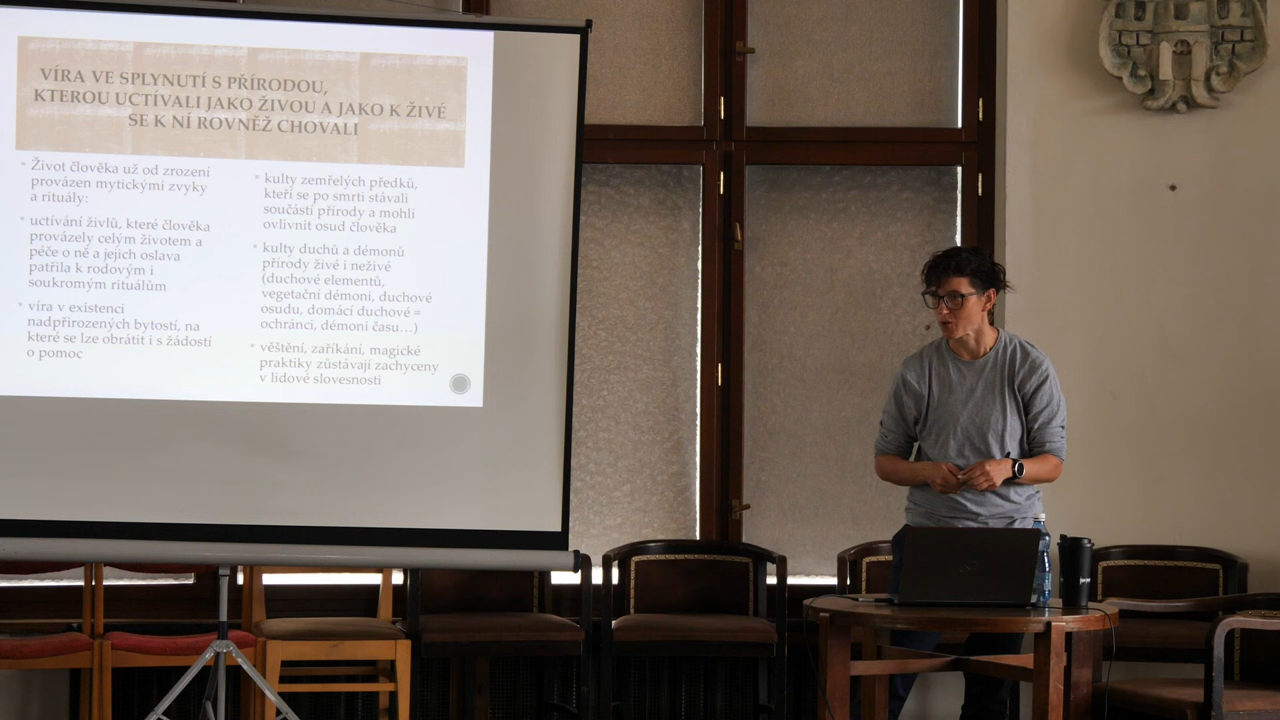 VÍRA VE SPLYNUTÍ S PŘÍRODOU,
KTEROU UCTÍVALI JAKO ŽIVOU A JAKO K ŽIVÉ
SE K NÍ ROVNĚŽ CHOVALI
Život člověka už od zrození
provázen mytickými zvyky
a rituály:
uctívání živlů, které člověka
provázely celým životem a
péče o ně a jejich oslava
patřila k rodovým i
soukromým rituálům
víra v existenci
nadpřirozených bytostí, na
které se lze obrátit i s žádostí
o pomoc
kulty zemřelých předků,
kteří se po smrti stávali
součástí přírody a mohli
ovlivnit osud člověka
kulty duchů a démonů
přírody živé i neživé
(duchové elementů,
vegetační démoni, duchové
osudu, domácí duchové =
ochránci, démoni času…)
věštění, zaříkání, magické
praktiky zůstávají zachyceny
v lidové slovesnosti